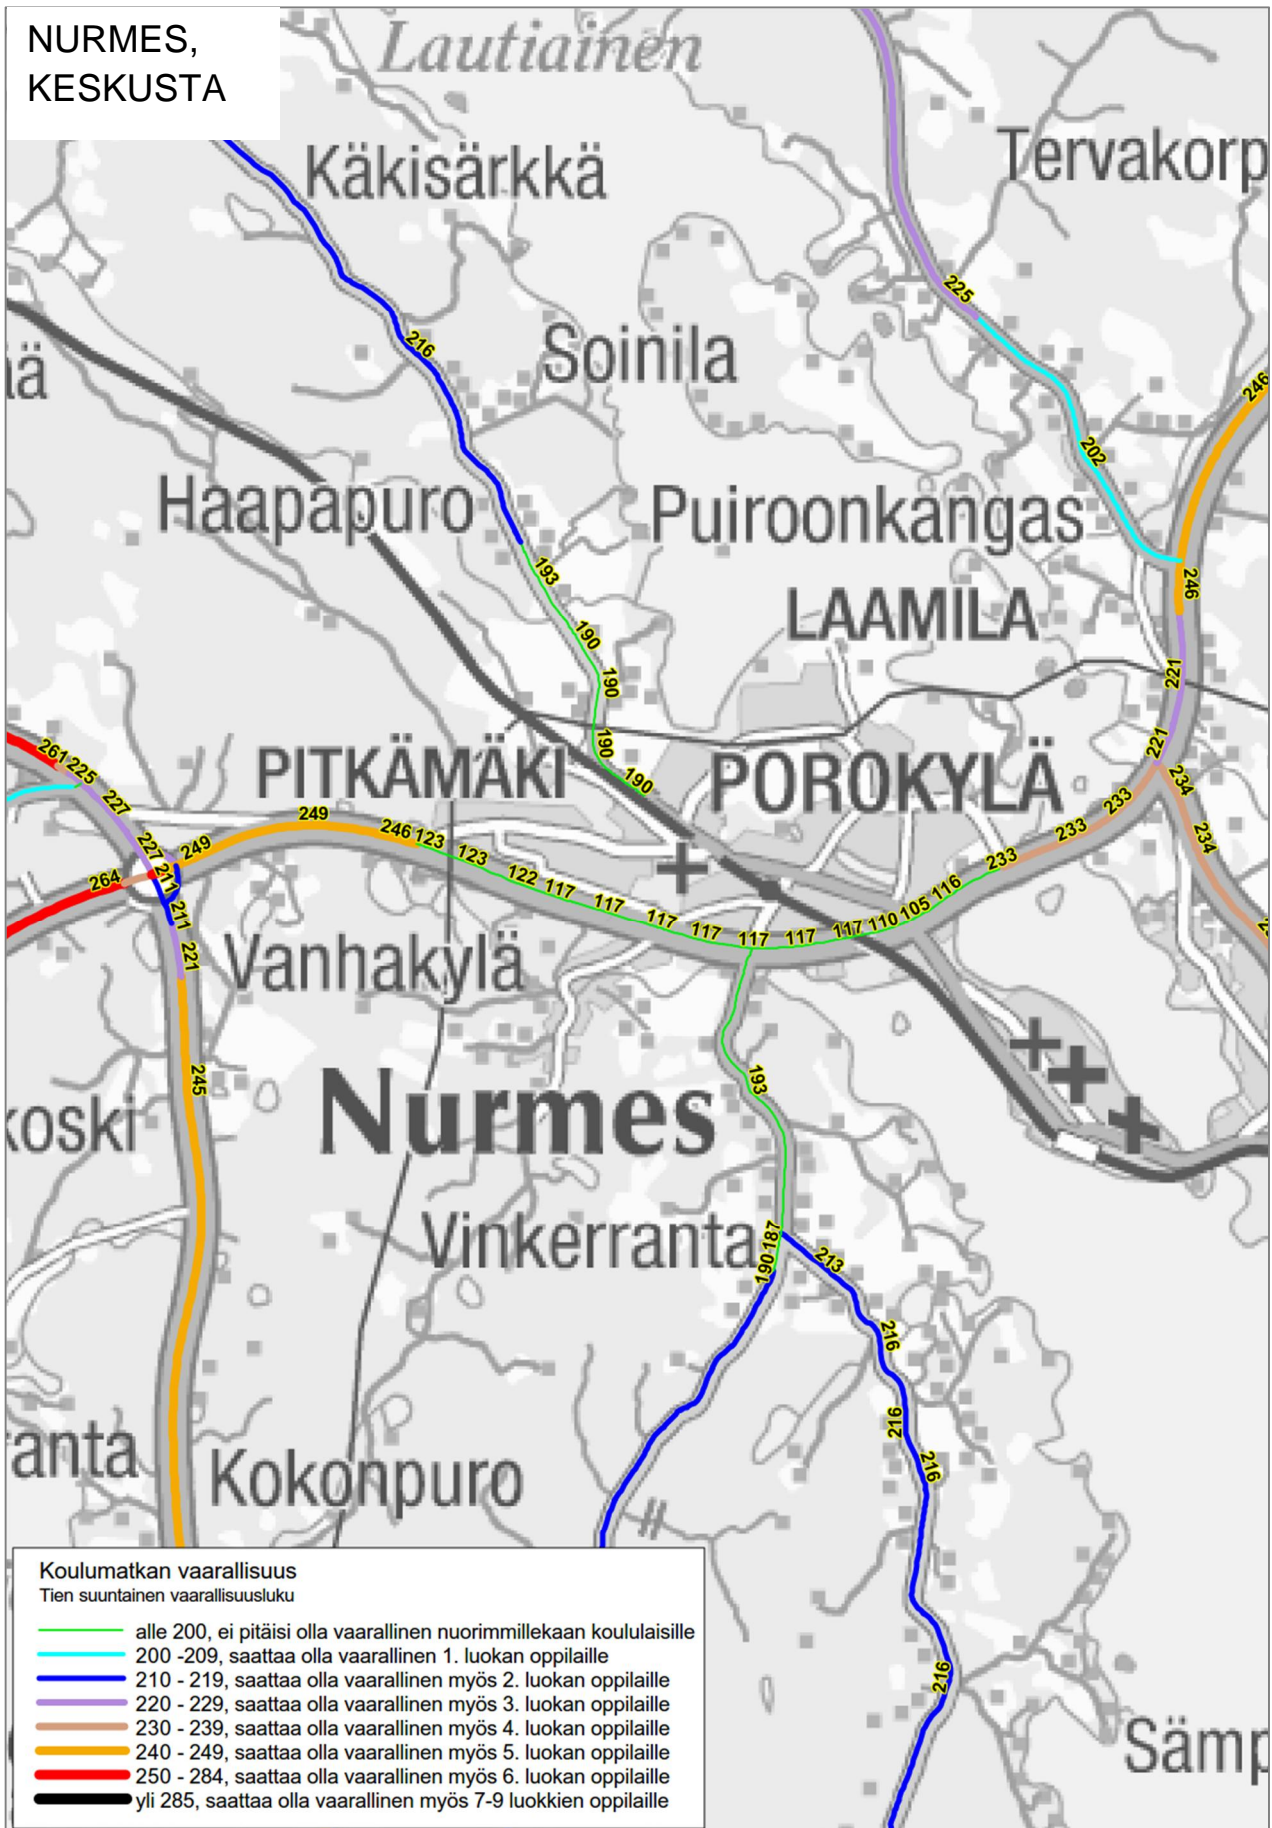 NURMES,
KESKUSTA
Lautiainen
Käkisärkkä
Tervakorp
225
216
Soinila
246
202
Haapapuro
Puiroonkangas
193
246
LAAMILA
190
190
221
190
221
261
225
PITKÄMÄKI
190
POROKYLÄ
234
227
249
233
227
249
246
123
233
234
123
233
264
211
122
117
116
211
117
105
117
110
117
117
117
117
221
Vanhakylä
245
193
Nurmes
koski
187
Vinkerranta
190
213
216
216
216
anta
Kokonpuro
216
Sämp
Koulumatkan vaarallisuus
Tien suuntainen vaarallisuusluku
alle 200, ei pitäisi olla vaarallinen nuorimmillekaan koululaisille
200 -209, saattaa olla vaarallinen 1. luokan oppilaille
210 - 219, saattaa olla vaarallinen myös 2. luokan oppilaille
220 - 229, saattaa olla vaarallinen myös 3. luokan oppilaille
230 - 239, saattaa olla vaarallinen myös 4. luokan oppilaille
240 - 249, saattaa olla vaarallinen myös 5. luokan oppilaille
250 - 284, saattaa olla vaarallinen myös 6. luokan oppilaille
yli 285, saattaa olla vaarallinen myös 7-9 luokkien oppilaille